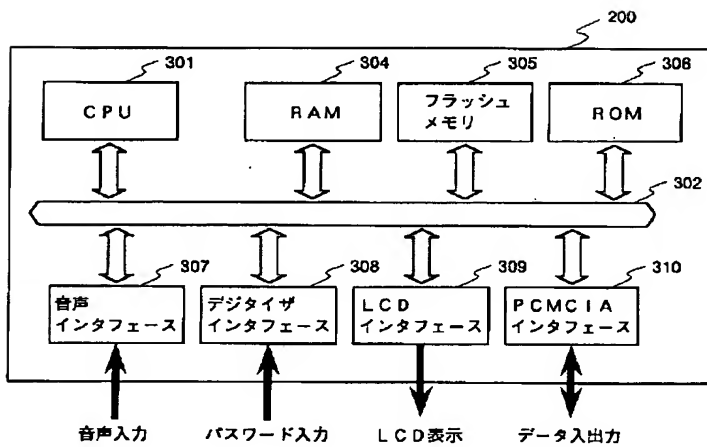 200
301
304
305
306
CPU
RAM
フラッシュ
メモリ
ROM
302
307
308
309
310
音声
インタフェース
デジタイザ
インタフェース
LCD
インタフェース
PCMCIA
インタフェース
音声入力
パスワード入力
LCD表示
データ入出力